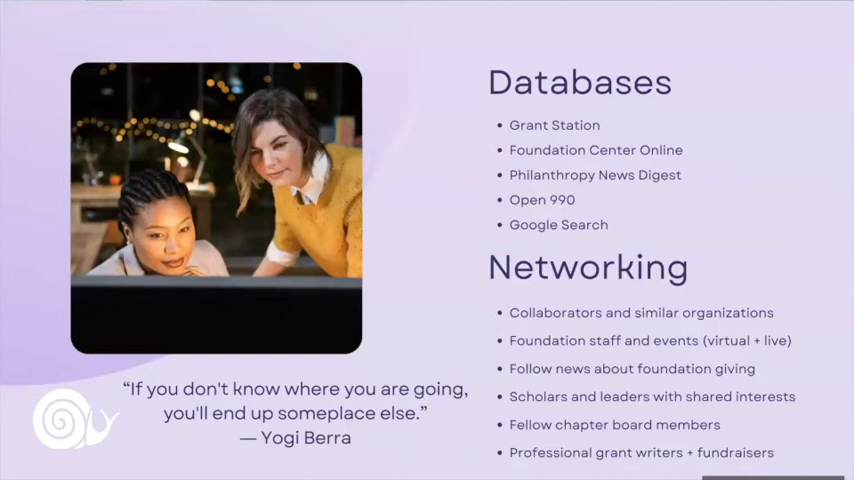 Databases
• Grant Station
• Foundation Center Online
• Philanthropy News Digest
• Open 990
• Google Search
Networking
• Collaborators and similar organizations
• Foundation staff and events (virtual + live)
• Follow news about foundation giving
• Scholars and leaders with shared interests
• Fellow chapter board members
• Professional grant writers + fundraisers
“If you don't know where you are going,
you'll end up someplace else.”
— Yogi Berra